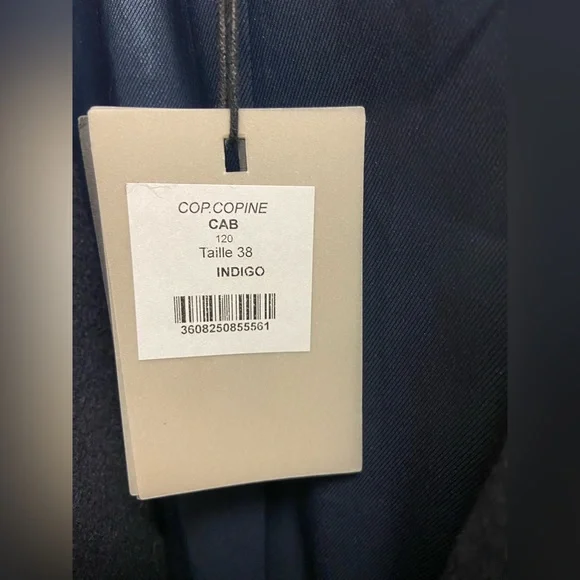 COP.COPINE
CAB
120
Taille 38
INDIGO
3608250855561